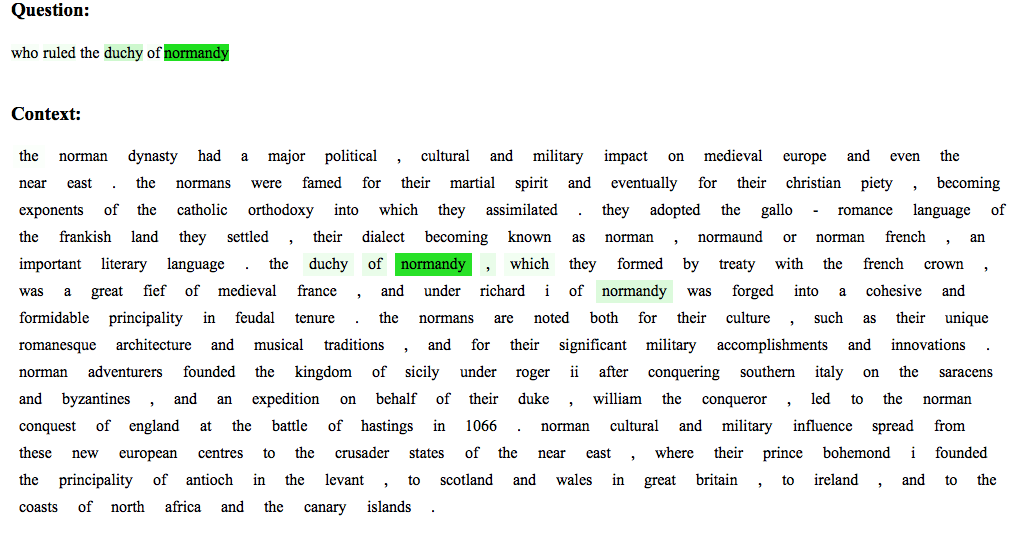 Question:
who ruled the duchy of normandy
Context:
the norman dynasty had a major political , cultural and military impact on medieval europe and even the
near east . the normans were famed for their martial spirit and eventually for their christian piety , becoming
exponents of the catholic orthodoxy into which they assimilated . they adopted the gallo - romance language of
the frankish land they settled , their dialect becoming known as norman , normaund or norman french , an
important literary language . the duchy of normandy , which they formed by treaty with the french crown ,
was a great fief of medieval france , and under richard i of normandy was forged into a cohesive and
formidable principality in feudal tenure . the normans are noted both for their culture , such as their unique
romanesque architecture and musical traditions , and for their significant military accomplishments and innovations .
norman adventurers founded the kingdom of sicily under roger ii after conquering southern italy on the saracens
and byzantines , and an expedition on behalf of their duke , william the conqueror , led to the norman
conquest of england at the battle of hastings in 1066 . norman cultural and military influence spread from
these new european centres to the crusader states of the near east , where their prince bohemond i founded
the principality of antioch in the levant , to scotland and wales in great britain , to ireland , and to the
coasts of north africa and the canary islands .